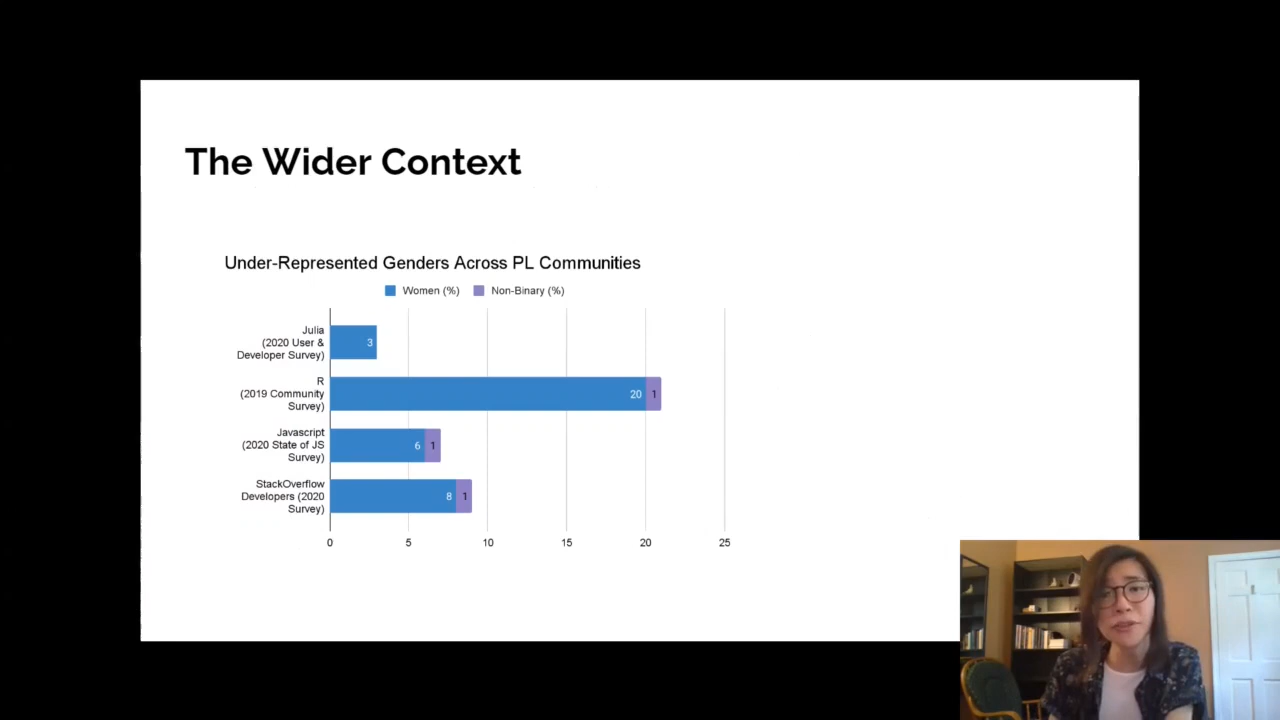 The Wider Context
Under-Represented Genders Across PL Communities
Women (%) Non-Binary (%)
Julia
(2020 User &
Developer Survey)
3
R
(2019 Community
Survey)
20 1
Javascript
(2020 State of JS
Survey)
6 1
StackOverflow
Developers (2020
Survey)
8 1
0 5 10 15 20 25